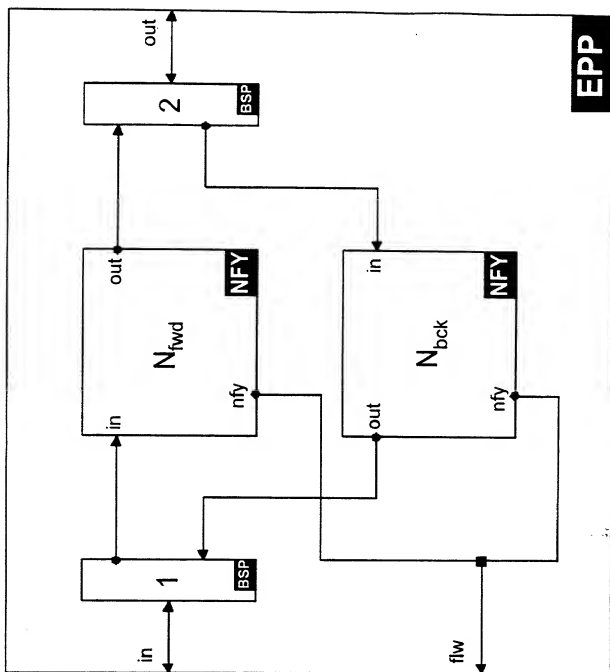 in
1
BSP
in
out
N_fwd
nfy
NFY
2
BSP
out
out
in
N_bck
nfy
NFY
flw
EPP